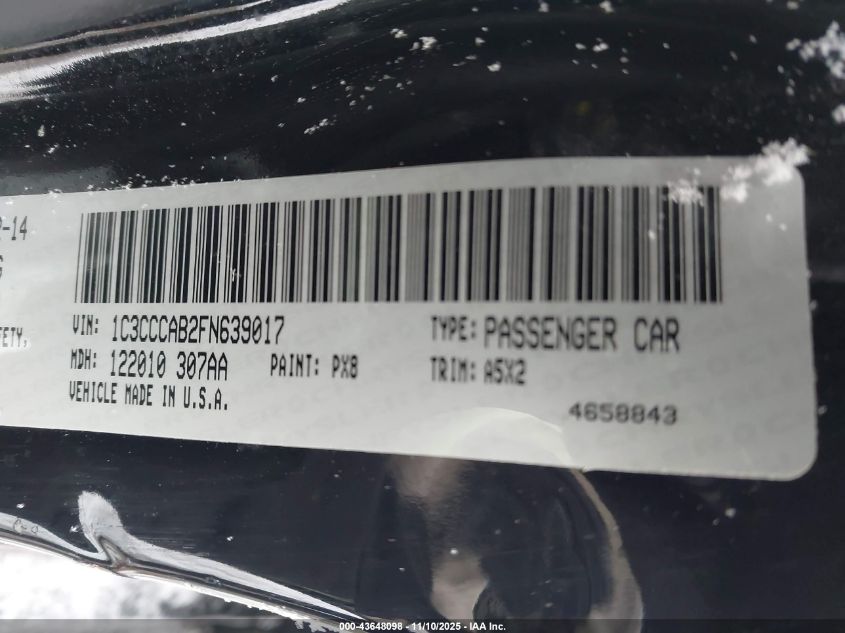 -14
VIN: 1C3CCCAB2FN639017 TYPE: PASSENGER CAR
MDH: 122010 307AA PAINT: PX8 TRIM: A5X2
VEHICLE MADE IN U.S.A.
4658843
000-43648098 - 11/10/2025 - IAA Inc.